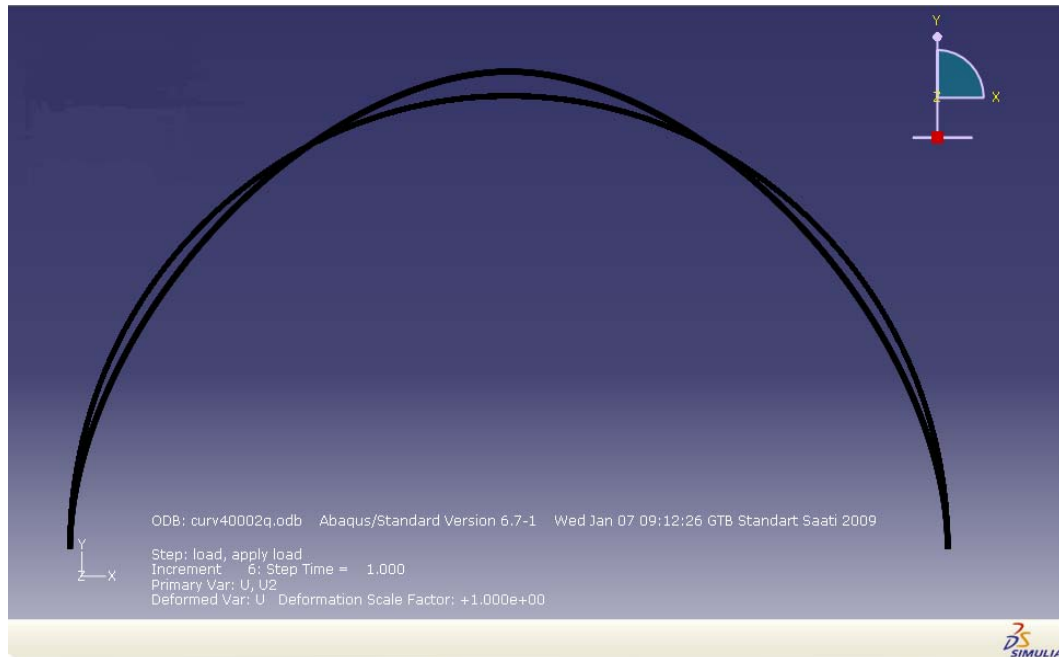 Y
Z X
ODB: curv40002q.odb Abaqus/Standard Version 6.7-1 Wed Jan 07 09:12:26 GTB Standart Saati 2009
Y
Z X
Step: load, apply load
Increment 6: Step Time = 1.000
Primary Var: U, U2
Deformed Var: U Deformation Scale Factor: +1.000e+00
DS
SIMULIA